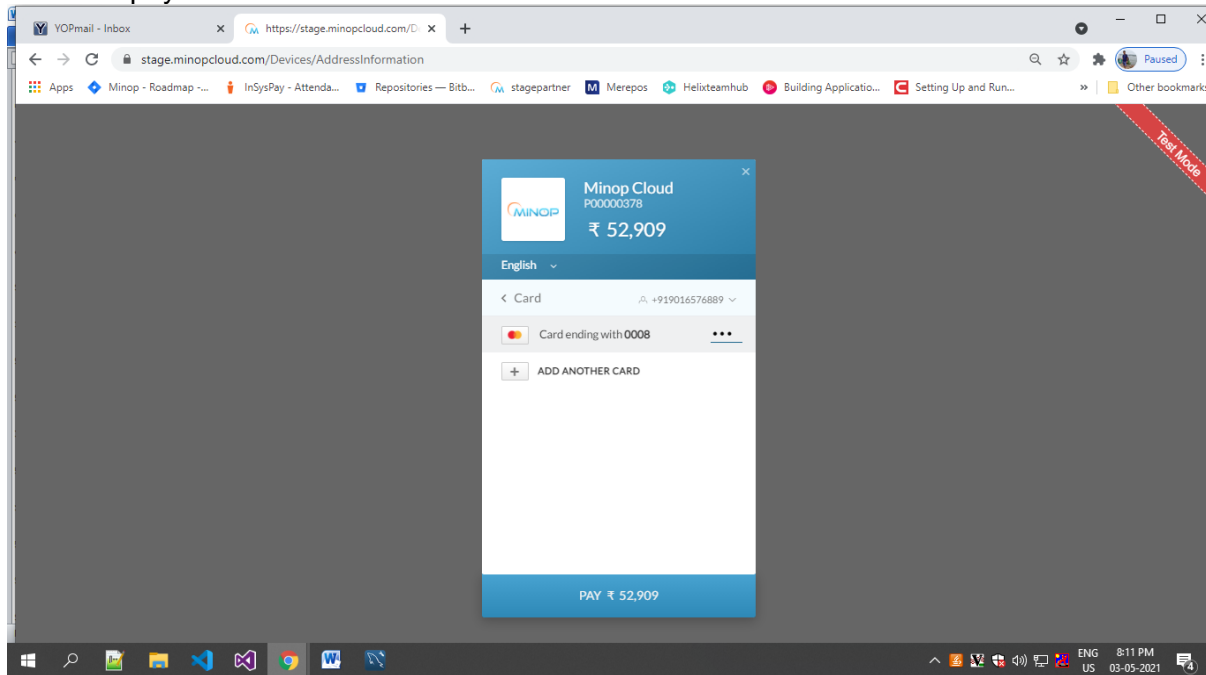 YOPmail - Inbox
https://stage.minopcloud.com/D
stage.minopcloud.com/Devices/AddressInformation
Paused
Apps
Minop - Roadmap -...
InSysPay - Attenda...
Repositories — Bitb...
stagepartner
Merepos
Helixteamhub
Building Applicatio...
Setting Up and Run...
»
Other bookmarks
Test Mode
MINOP
Minop Cloud
P00000378
₹ 52,909
English
Card
+919016576889
Card ending with 0008
•••
+ ADD ANOTHER CARD
PAY ₹ 52,909
ENG
US
8:11 PM
03-05-2021
4